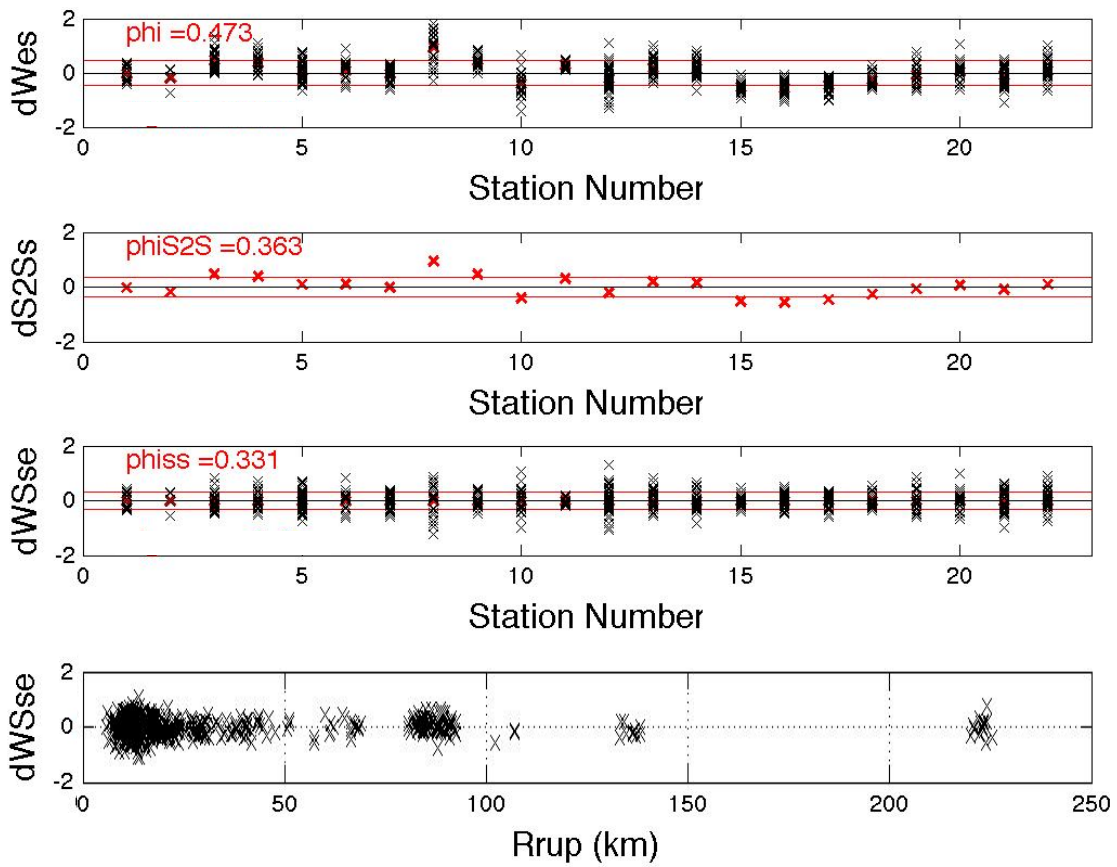 2
phi =0.473
dWes
0
-2
0 5 10 15 20
Station Number
2
phiS2S =0.363
dS2Ss
0
-2
0 5 10 15 20
Station Number
2
phiss =0.331
dWSse
0
-2
0 5 10 15 20
Station Number
2
dWSse
0
-2
0 50 100 150 200 250
Rrup (km)